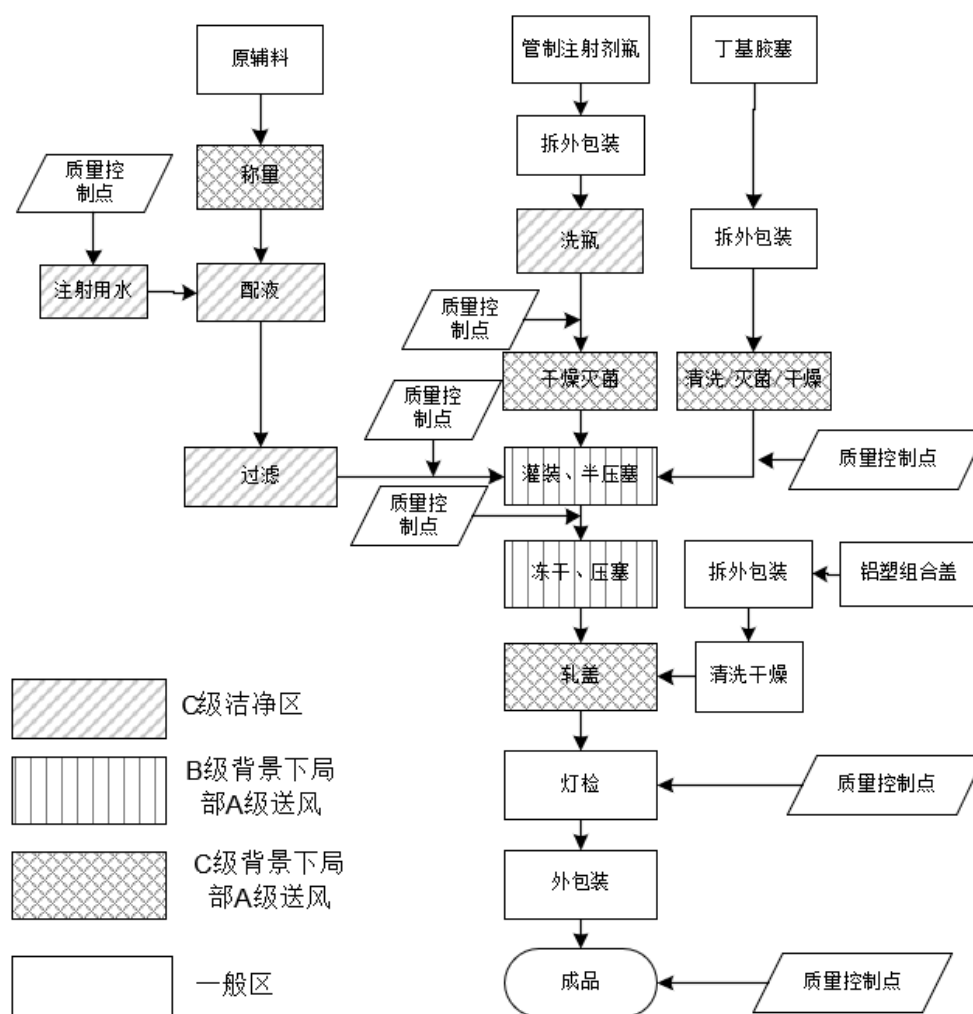 原辅料
管制注射剂瓶
丁基胶塞
拆外包装
质量控
制点
称量
洗瓶
拆外包装
注射用水
配液
质量控
制点
干燥灭菌
清洗/灭菌/干燥
质量控
制点
过滤
灌装、半压塞
质量控制点
质量控
制点
冻干、压塞
拆外包装
铝塑组合盖
轧盖
清洗干燥
C级洁净区
B级背景下局
部A级送风
灯检
质量控制点
C级背景下局
部A级送风
外包装
一般区
成品
质量控制点